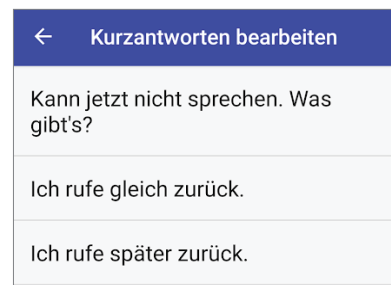 Kurzantworten bearbeiten
Kann jetzt nicht sprechen. Was
gibt's?
Ich rufe gleich zurück.
Ich rufe später zurück.